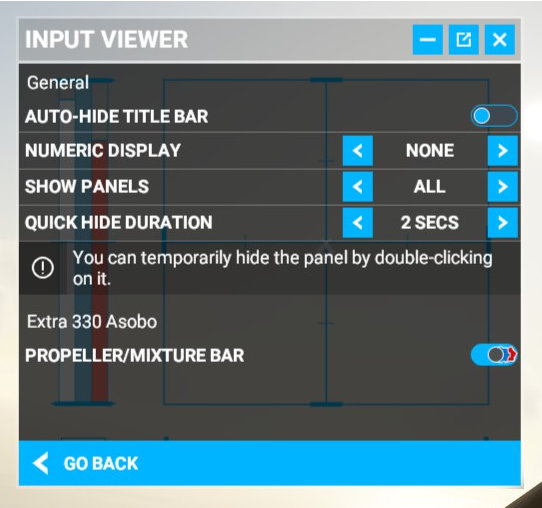 INPUT VIEWER
General
AUTO-HIDE TITLE BAR
NUMERIC DISPLAY NONE
SHOW PANELS ALL
QUICK HIDE DURATION 2 SECS
You can temporarily hide the panel by double-clicking
on it.
Extra 330 Asobo
PROPELLER/MIXTURE BAR
GO BACK